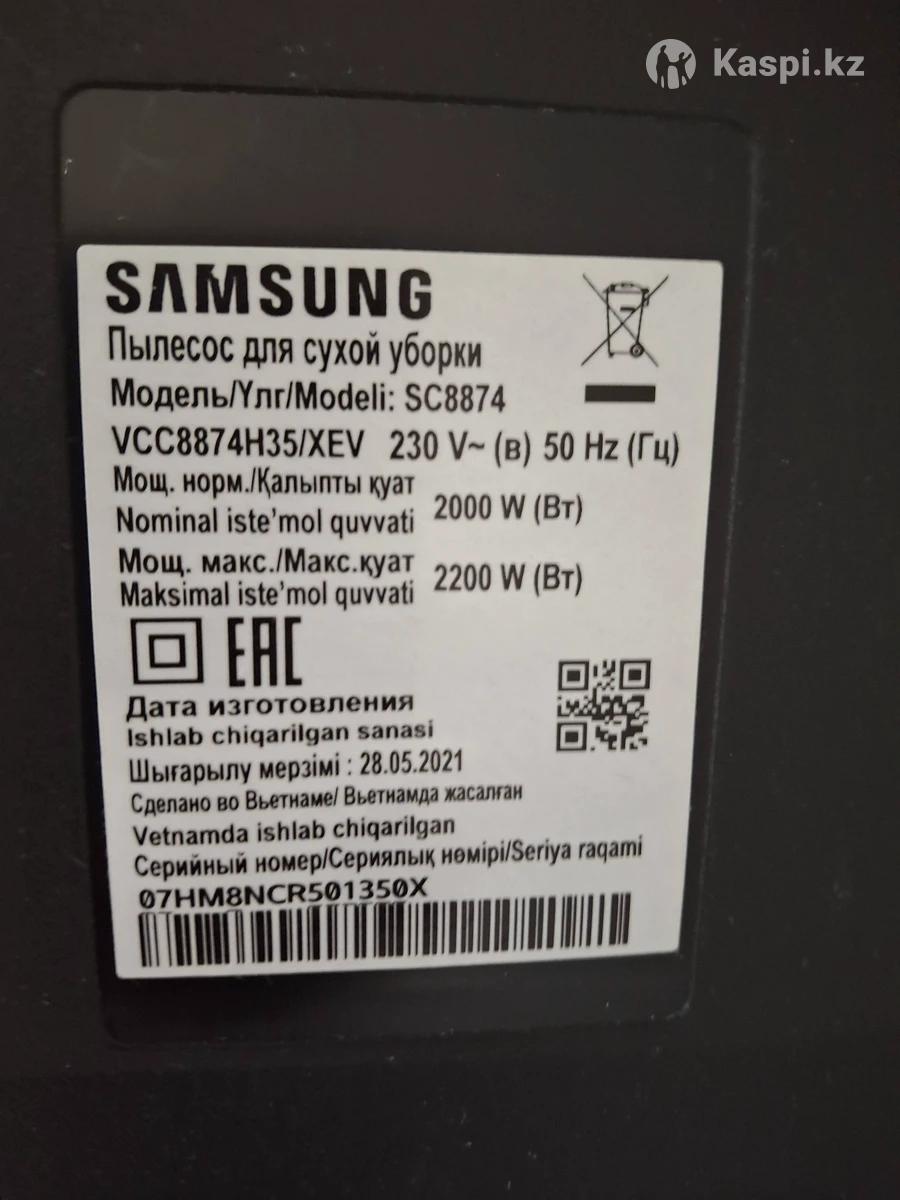 Kaspi.kz
SAMSUNG
Пылесос для сухой уборки
Модель/Үлг/Modeli: SC8874
VCC8874H35/XEV 230 V~ (в) 50 Hz (Гц)
Мощ. норм./Қалыпты қуат
Nominal iste'mol quvvati 2000 W (Вт)
Мощ. макс./Макс.қуат
Maksimal iste'mol quvvati 2200 W (Вт)
EAC
Дата изготовления
Ishlab chiqarilgan sanasi
Шығарылу мерзімі : 28.05.2021
Сделано во Вьетнаме/ Вьетнамда жасалған
Vetnamda ishlab chiqarilgan
Серийный номер/Сериялық нөмірі/Seriya raqami
07HM8NCR501350X